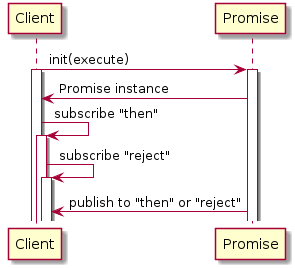 Client Promise
init(execute)
Promise instance
subscribe "then"
subscribe "reject"
publish to "then" or "reject"
Client Promise